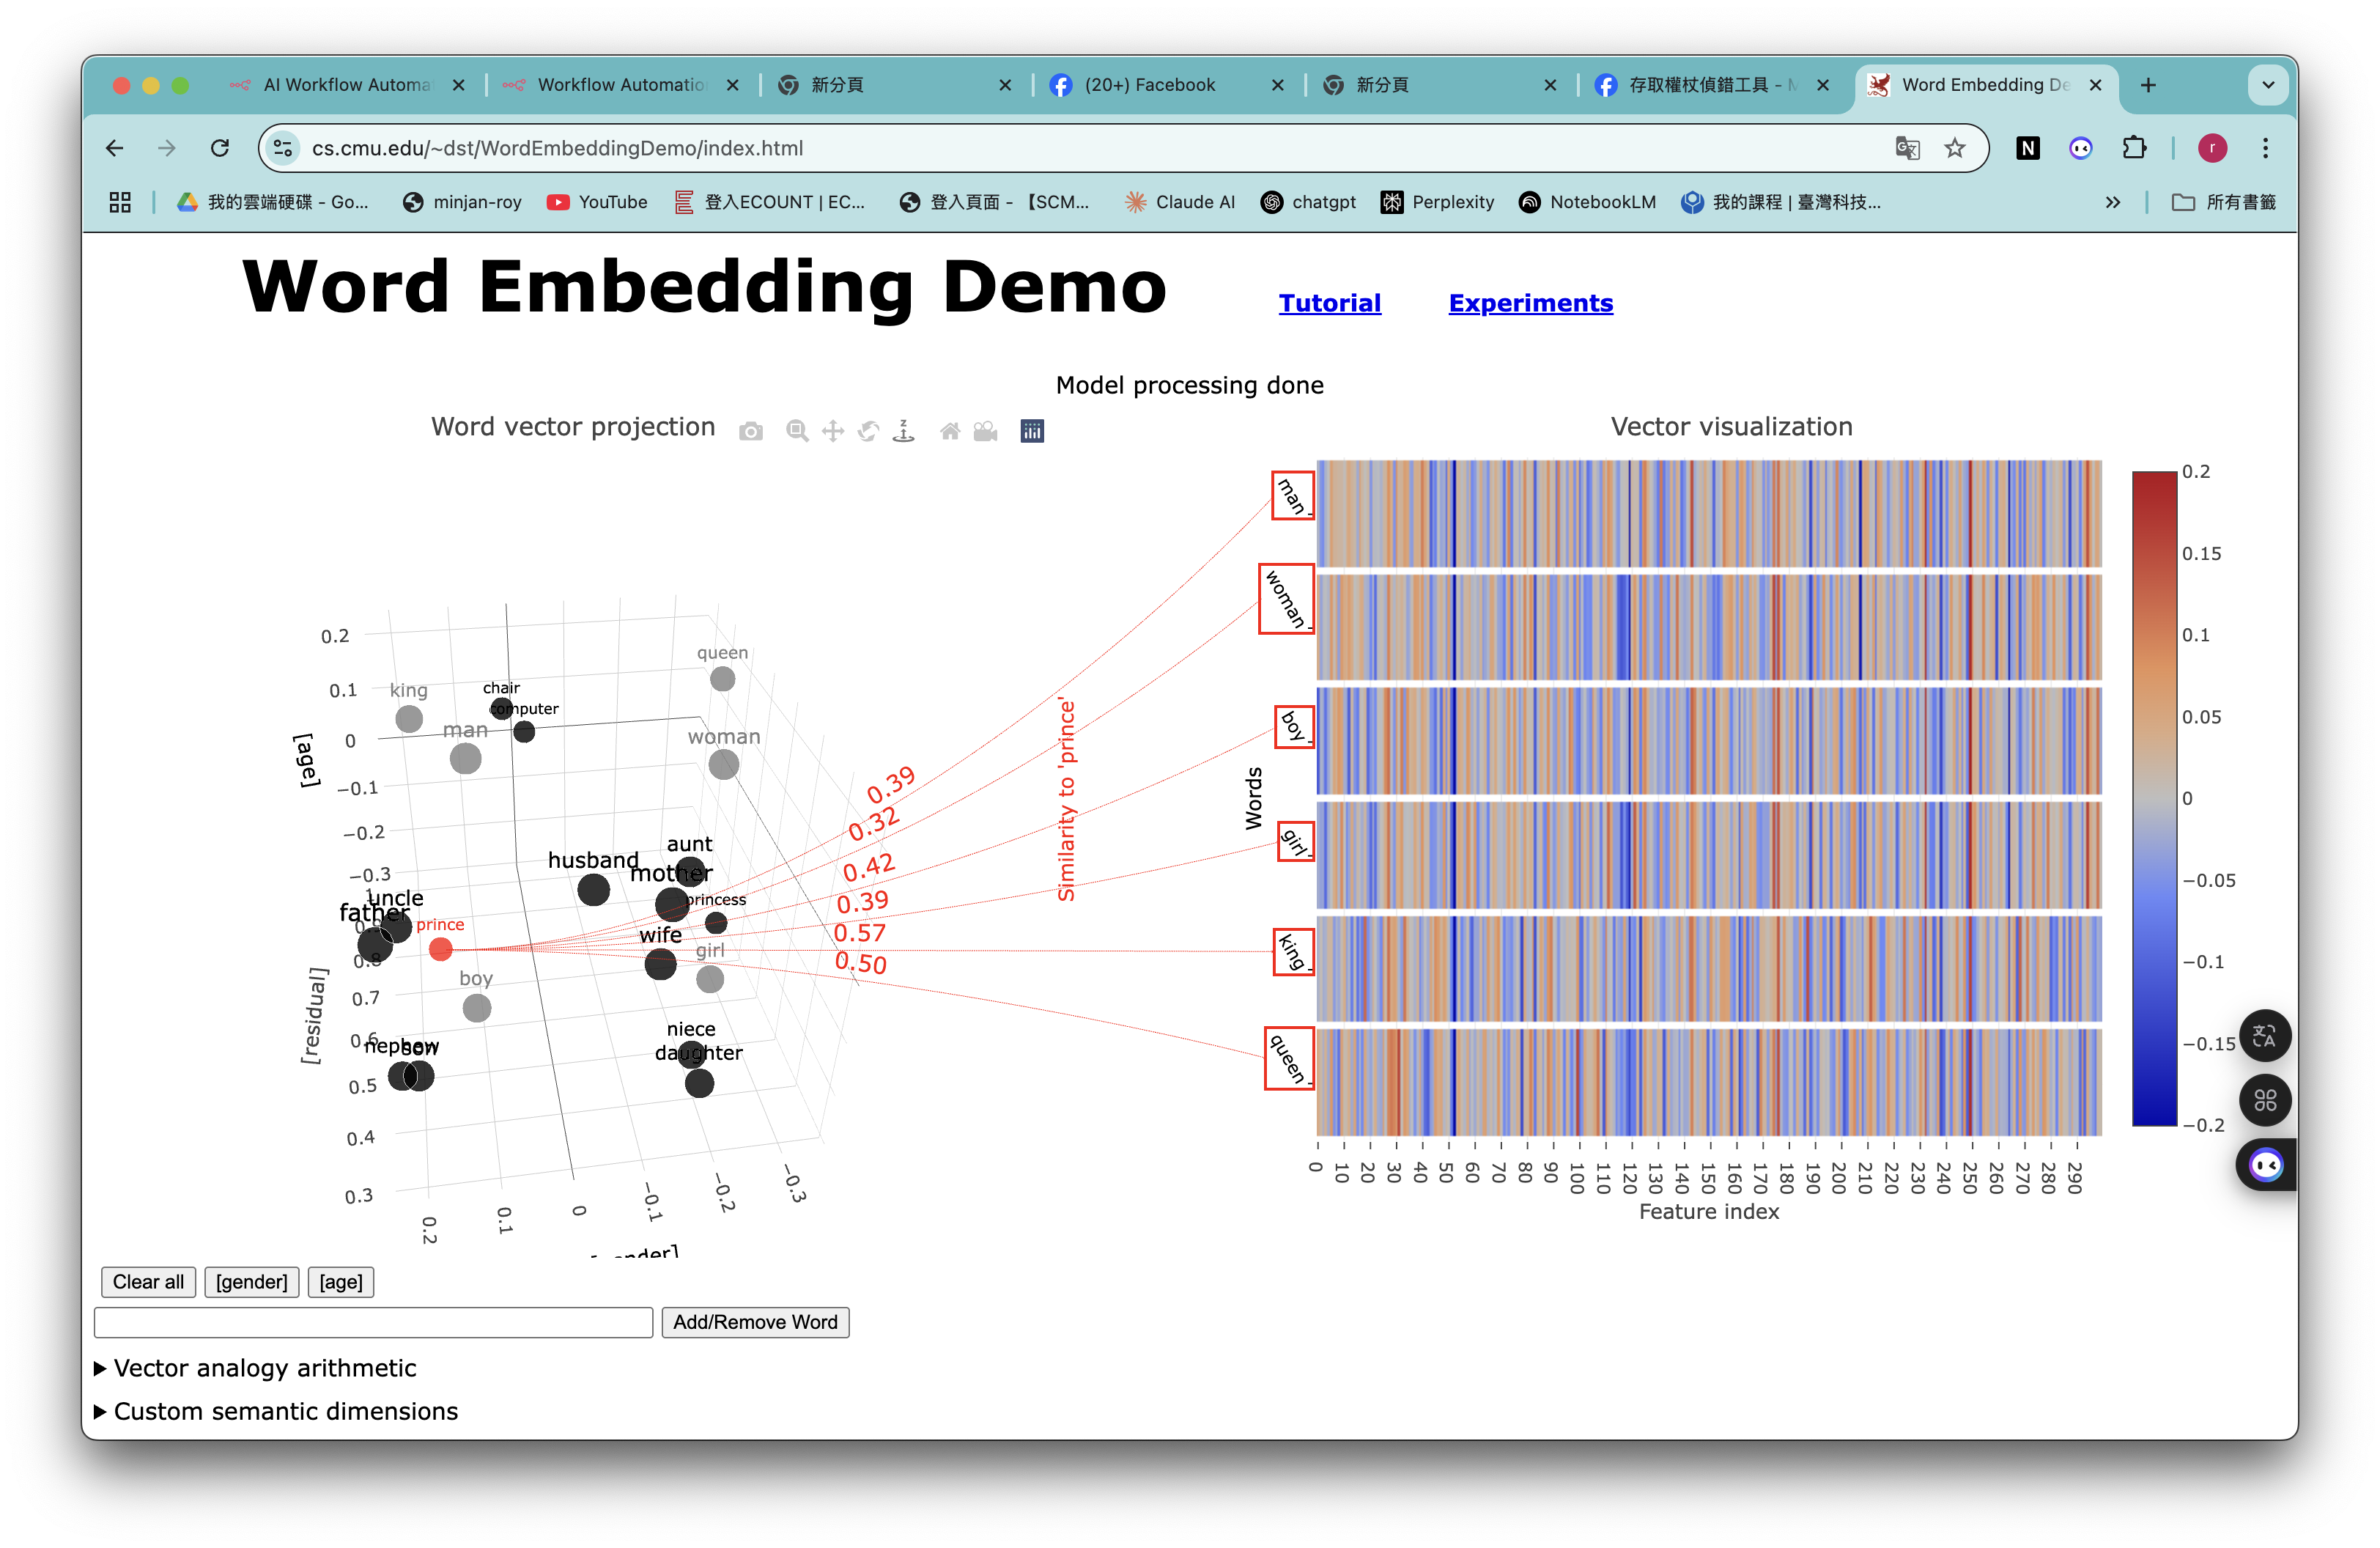 AI Workflow Automa
Workflow Automatio
新分頁
(20+) Facebook
新分頁
存取權杖偵錯工具 - M
Word Embedding De
cs.cmu.edu/~dst/WordEmbeddingDemo/index.html
N
r
我的雲端硬碟 - Go...
minjan-roy
YouTube
登入ECOUNT | EC...
登入頁面 - 【SCM...
Claude AI
chatgpt
Perplexity
NotebookLM
我的課程 | 臺灣科技...
所有書籤
Word Embedding Demo
Tutorial
Experiments
Model processing done
Word vector projection
z
0.2
0.1
0
−0.1
−0.2
−0.3
[age]
1
0.9
0.8
0.7
0.6
0.5
0.4
0.3
[residual]
0.2
0.1
0
−0.1
−0.2
−0.3
queen
king
chair
computer
man
woman
aunt
husband
mother
princess
uncle
father
prince
wife
girl
boy
niece
daughter
nephew
son
0.39
0.32
0.42
0.39
0.57
0.50
Similarity to 'prince'
Vector visualization
Words
man
woman
boy
girl
king
queen
0
10
20
30
40
50
60
70
80
90
100
110
120
130
140
150
160
170
180
190
200
210
220
230
240
250
260
270
280
290
Feature index
0.2
0.15
0.1
0.05
0
−0.05
−0.1
−0.15
−0.2
Clear all
[gender]
[age]
Add/Remove Word
Vector analogy arithmetic
Custom semantic dimensions